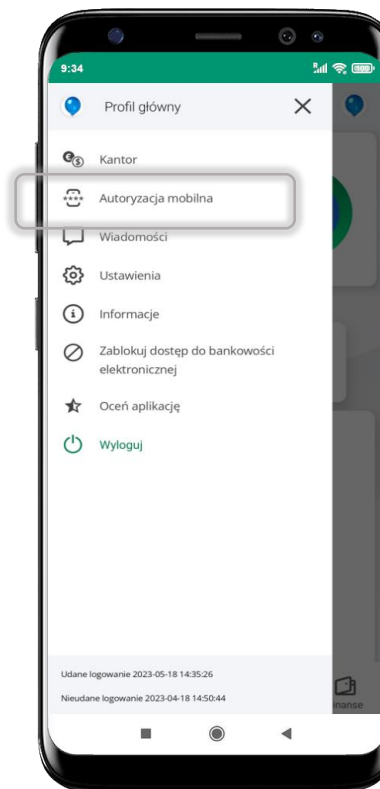 9:34
Profil główny
Kantor
Autoryzacja mobilna
Wiadomości
Ustawienia
Informacje
Zablokuj dostęp do bankowości
elektronicznej
Oceń aplikację
Wyloguj
Udane logowanie 2023-05-18 14:35:26
Nieudane logowanie 2023-04-18 14:50:44
inanse